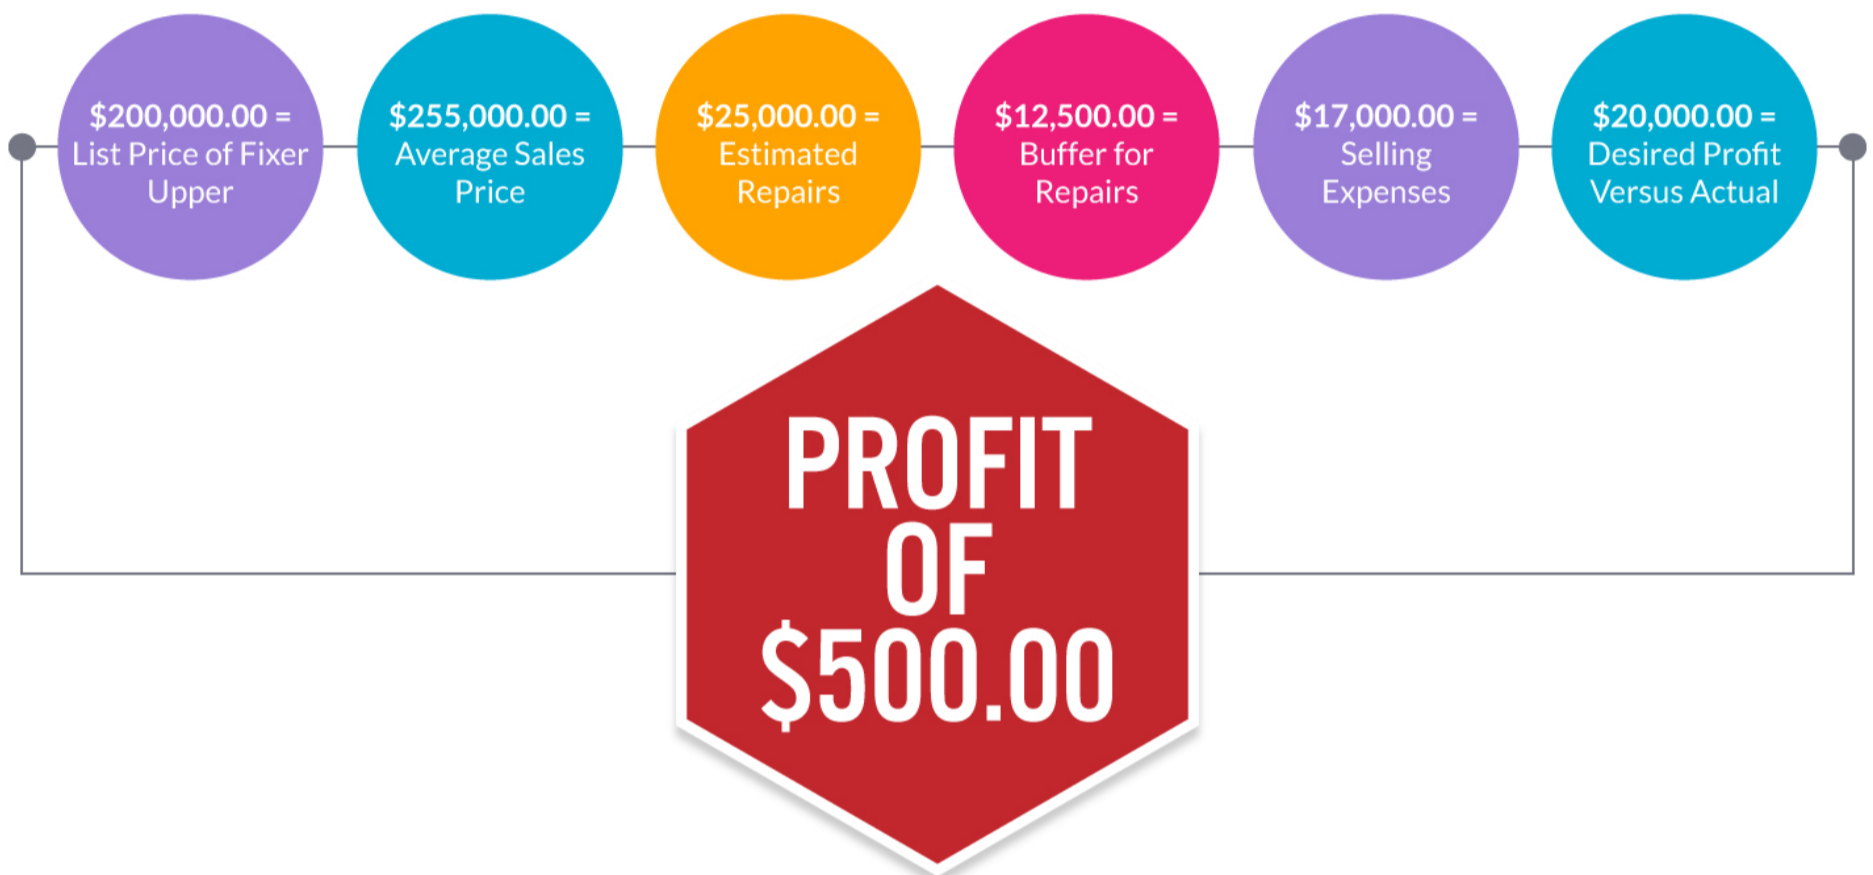 $200,000.00 =
List Price of Fixer
Upper
$255,000.00 =
Average Sales
Price
$25,000.00 =
Estimated
Repairs
$12,500.00 =
Buffer for
Repairs
$17,000.00 =
Selling
Expenses
$20,000.00 =
Desired Profit
Versus Actual
PROFIT
OF
$500.00